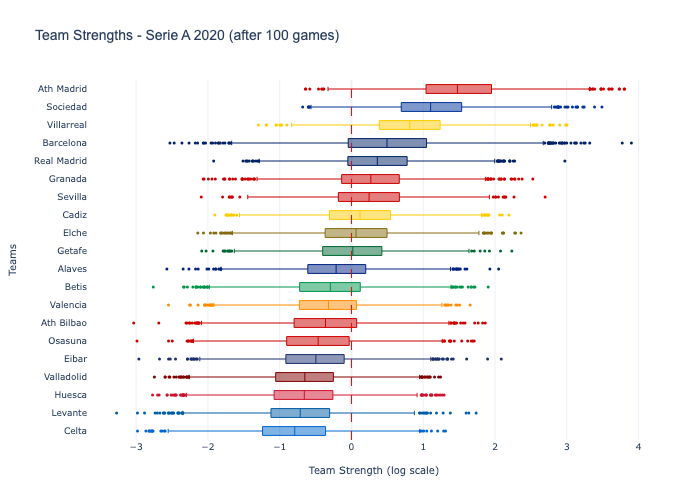 Team Strengths - Serie A 2020 (after 100 games)
Ath Madrid
Sociedad
Villarreal
Barcelona
Real Madrid
Granada
Sevilla
Cadiz
Elche
Getafe
Alaves
Betis
Valencia
Ath Bilbao
Osasuna
Eibar
Valladolid
Huesca
Levante
Celta
Teams
−3 −2 −1 0 1 2 3 4
Team Strength (log scale)